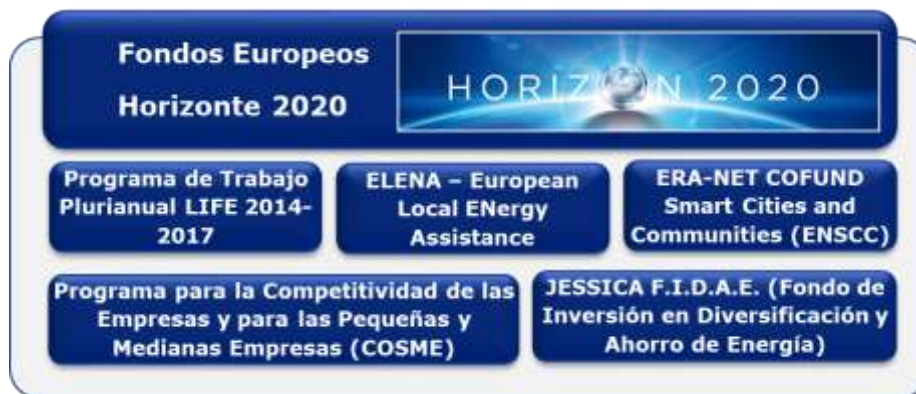 Fondos Europeos
Horizonte 2020
HORIZON 2020
Programa de Trabajo
Plurianual LIFE 2014-
2017
ELENA – European
Local ENergy
Assistance
ERA-NET COFUND
Smart Cities and
Communities (ENSCC)
Programa para la Competitividad de las
Empresas y para las Pequeñas y
Medianas Empresas (COSME)
JESSICA F.I.D.A.E. (Fondo de
Inversión en Diversificación y
Ahorro de Energía)